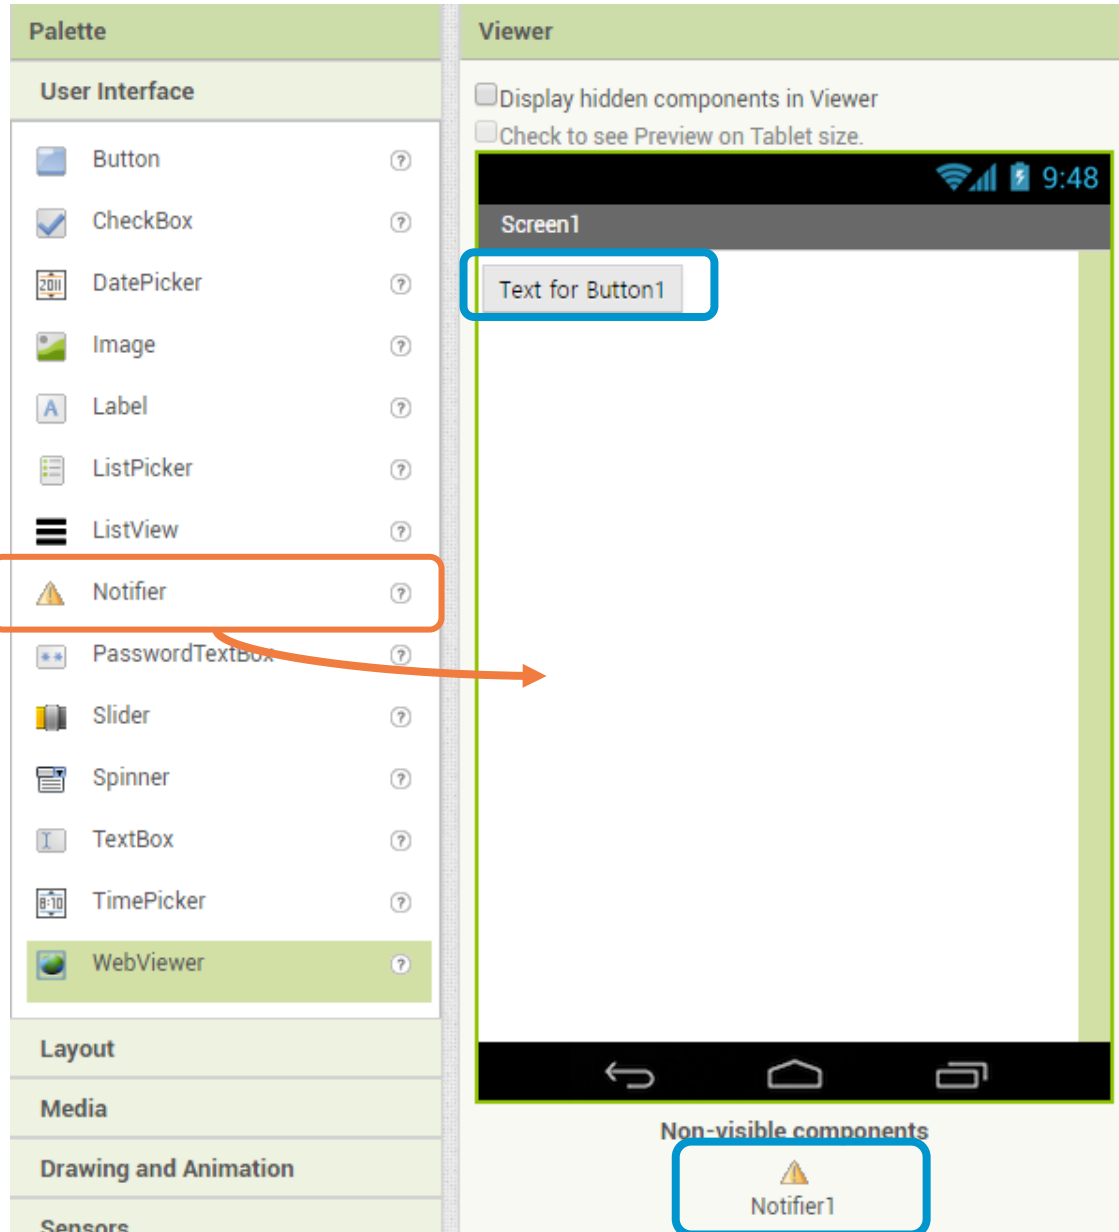 Palette
User Interface
Button
CheckBox
DatePicker
Image
Label
ListPicker
ListView
Notifier
PasswordTextBox
Slider
Spinner
TextBox
TimePicker
WebViewer
Layout
Media
Drawing and Animation
Sensors
Viewer
Display hidden components in Viewer
Check to see Preview on Tablet size.
9:48
Screen1
Text for Button1
Non-visible components
Notifier1